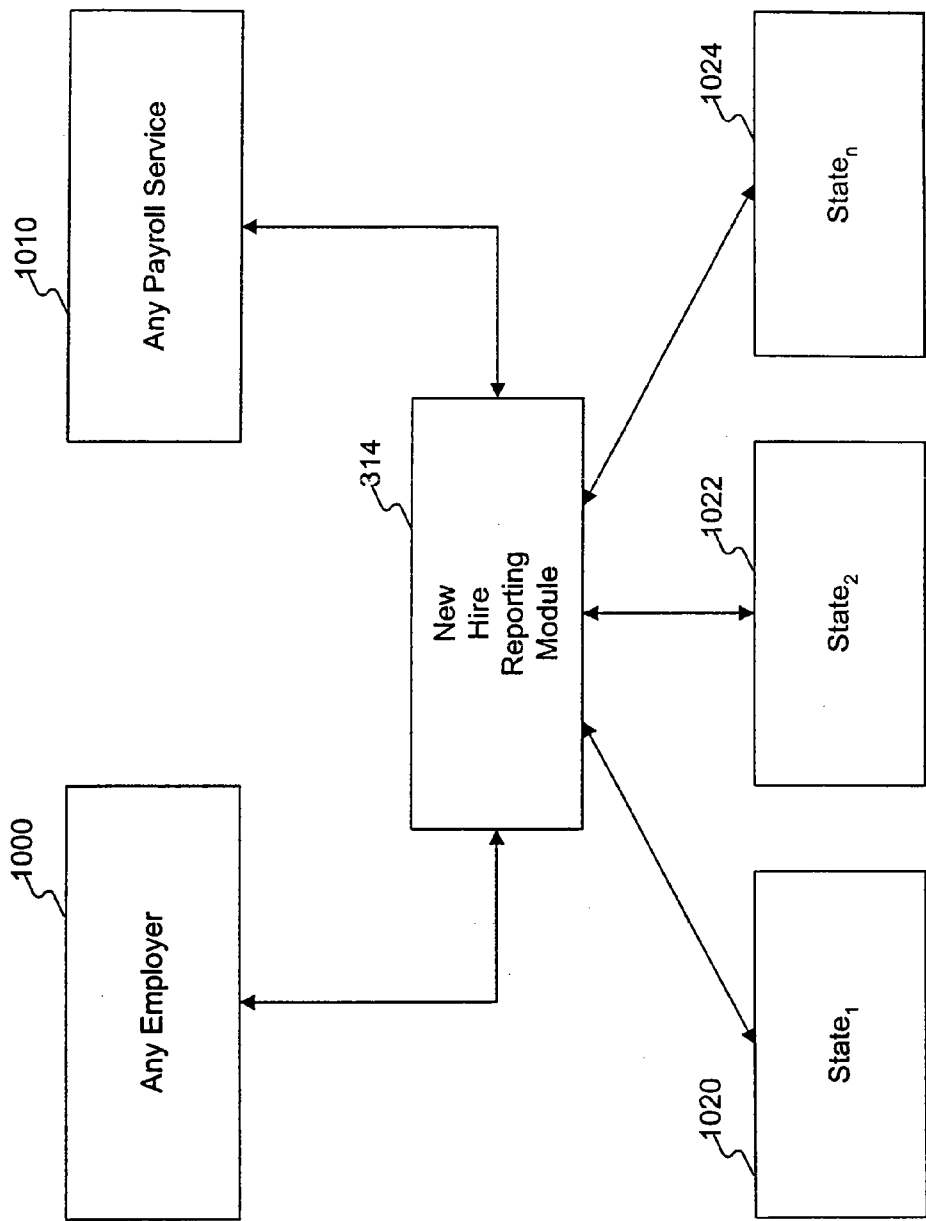 1000
Any Employer
1010
Any Payroll Service
314
New
Hire
Reporting
Module
1020
State₁
1022
State₂
1024
Stateₙ